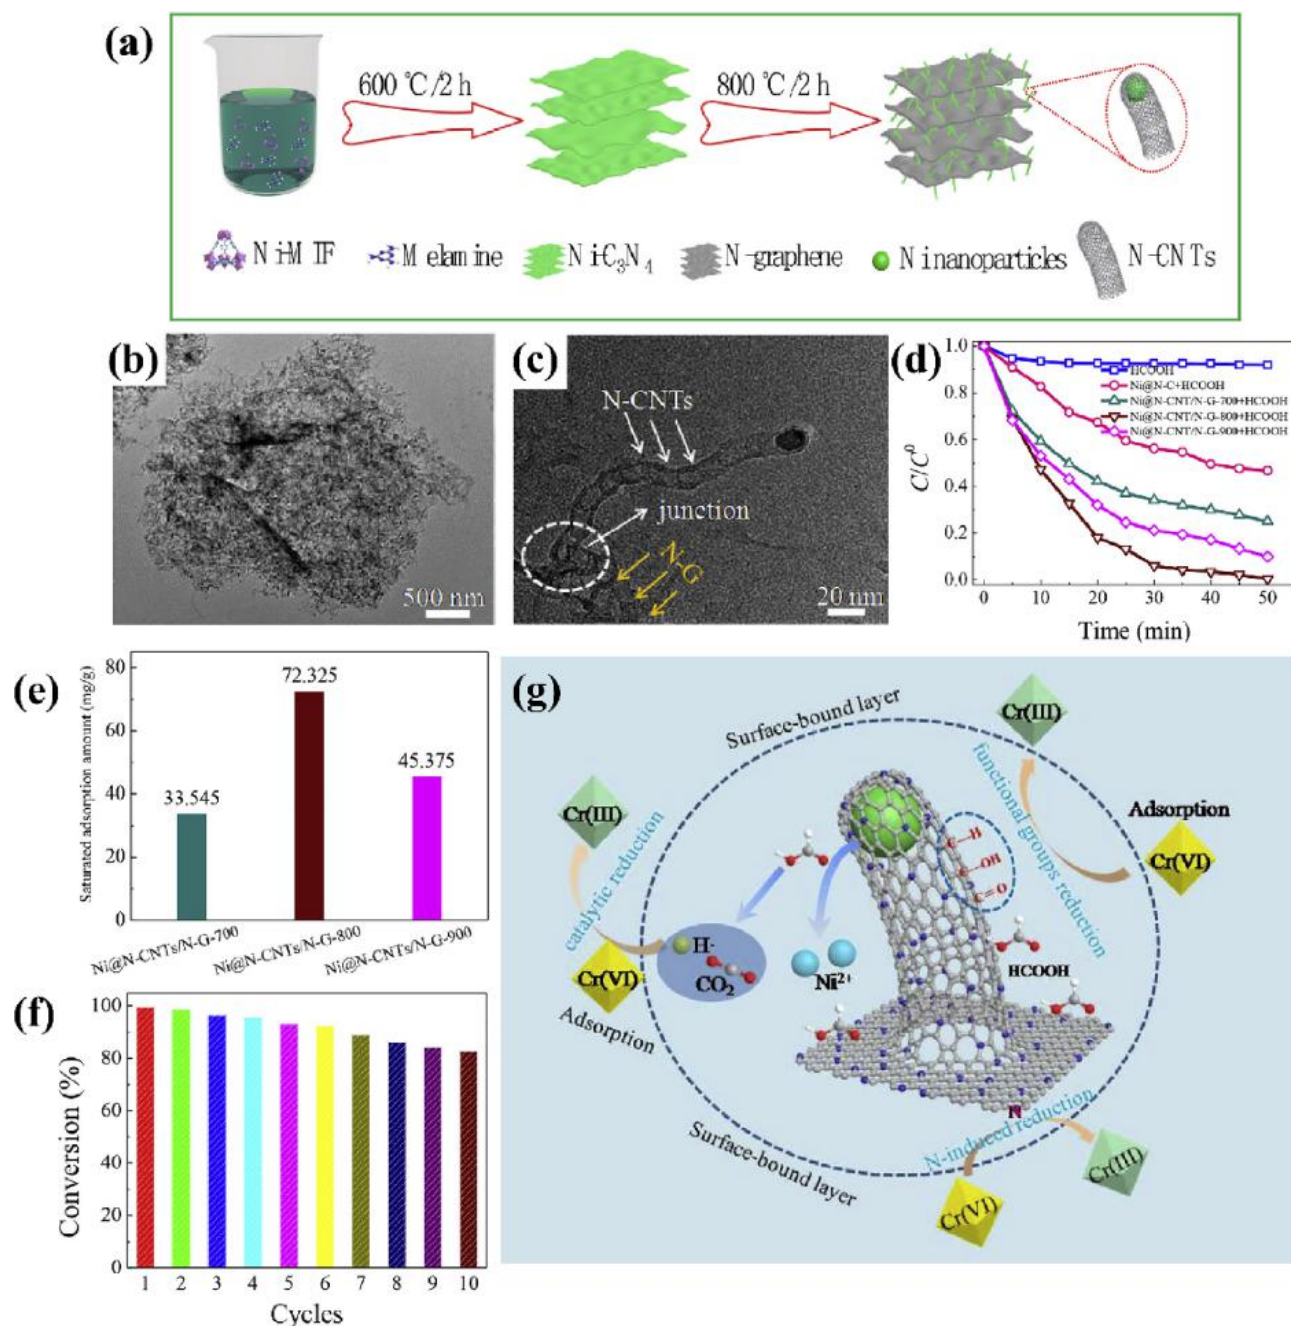 (a)
600 °C/2 h
800 °C/2 h
Ni-MIF
Melamine
Ni-C₃N₄
N-graphene
Ni nanoparticles
N-CNTs
(b)
500 nm
(c)
N-CNTs
junction
N-G
20 nm
(d)
1.0
0.8
0.6
0.4
0.2
0.0
C/C⁰
HCOOH
Ni@N-C+HCOOH
Ni@N-CNT/N-G-700+HCOOH
Ni@N-CNT/N-G-800+HCOOH
Ni@N-CNT/N-G-900+HCOOH
0 10 20 30 40 50
Time (min)
(e)
Saturated adsorption amount (mg/g)
80
60
40
20
0
33.545
72.325
45.375
Ni@N-CNTs/N-G-700
Ni@N-CNTs/N-G-800
Ni@N-CNTs/N-G-900
(f)
Conversion (%)
100
80
60
40
20
0
1 2 3 4 5 6 7 8 9 10
Cycles
(g)
Surface-bound layer
Cr(III)
functional groups reduction
Adsorption
Cr(VI)
Cr(III)
catalytic reduction
Cr(VI)
Adsorption
H·
CO₂
Ni²⁺
C-H
C-OH
C=O
HCOOH
N
N-induced reduction
Cr(III)
Cr(VI)
Surface-bound layer